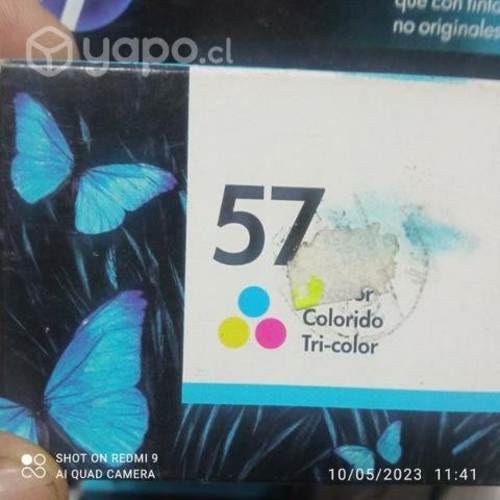 que con tinta
no originales
yapo.cl
57
Colorido
Tri-color
SHOT ON REDMI 9
AI QUAD CAMERA
10/05/2023 11:41